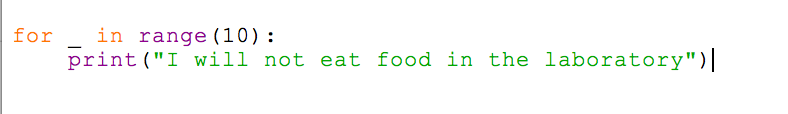 for _ in range(10):
    print("I will not eat food in the laboratory")